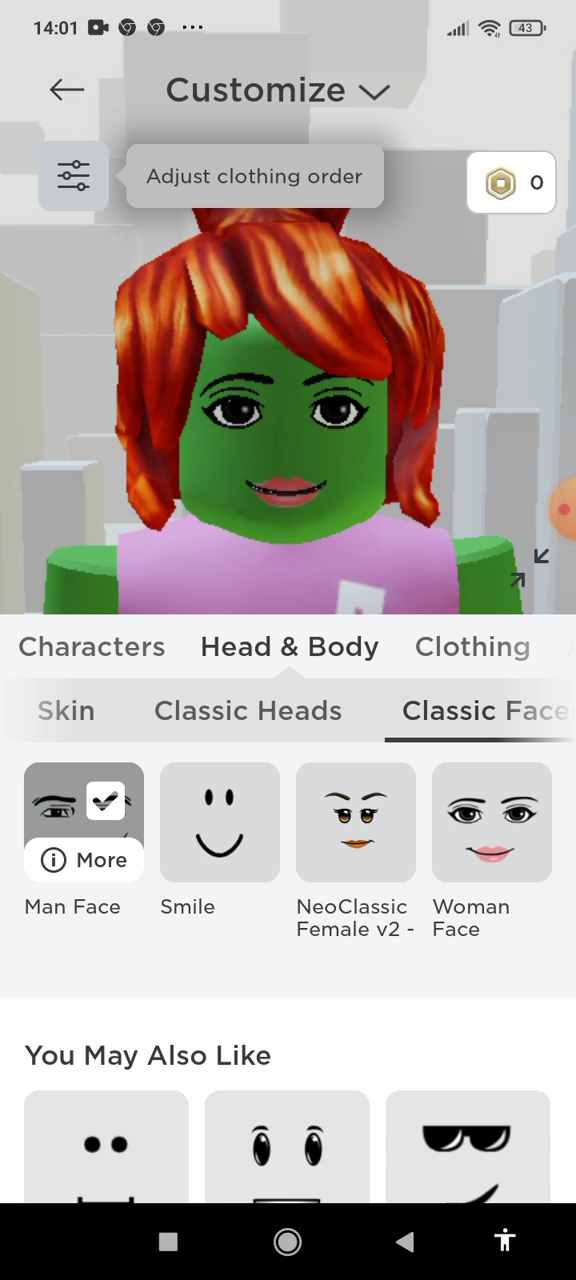 14:01
43
Customize
Adjust clothing order
0
Characters
Head & Body
Clothing
Skin
Classic Heads
Classic Face
More
Man Face
Smile
NeoClassic
Female v2 -
Woman
Face
You May Also Like